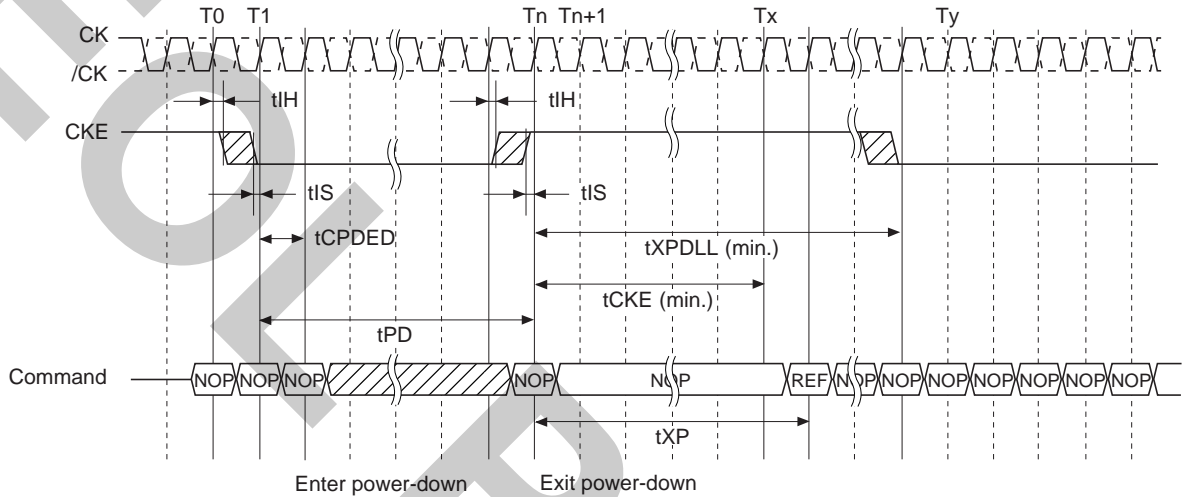 T0 T1 Tn Tn+1 Tx Ty
CK
/CK
tIH tIH
CKE
tIS tIS
tCPDED
tXPDLL (min.)
tCKE (min.)
tPD
Command NOP NOP NOP NOP NOP REF NOP NOP NOP NOP NOP NOP NOP
tXP
Enter power-down Exit power-down